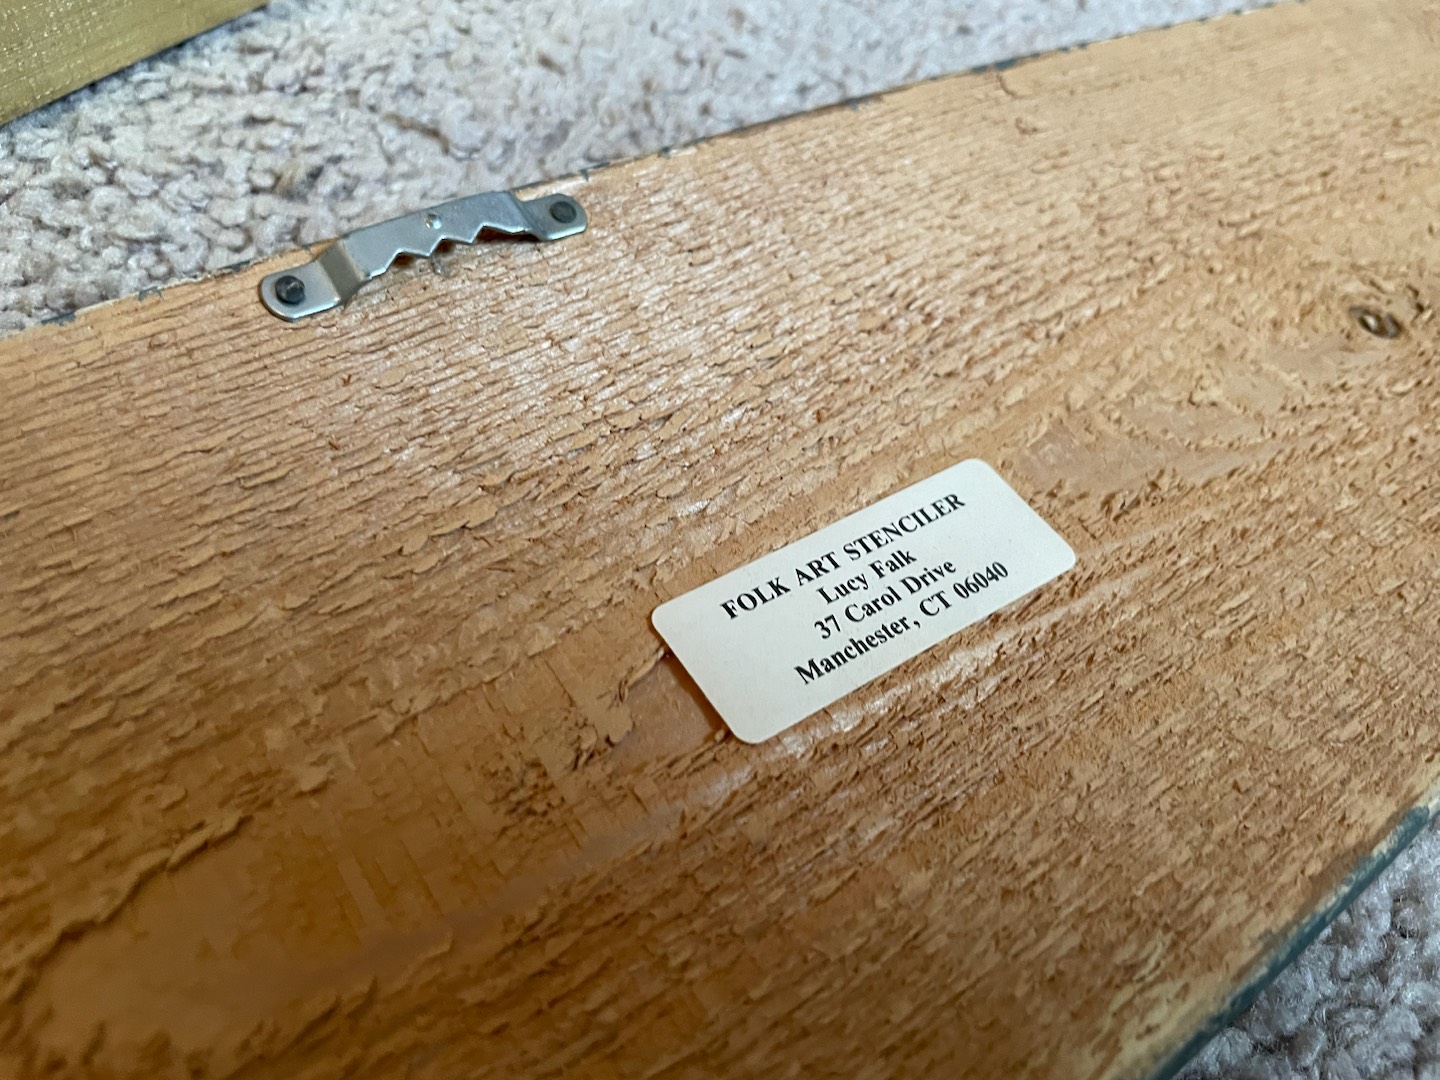 FOLK ART STENCILER
Lucy Falk
37 Carol Drive
Manchester, CT 06040